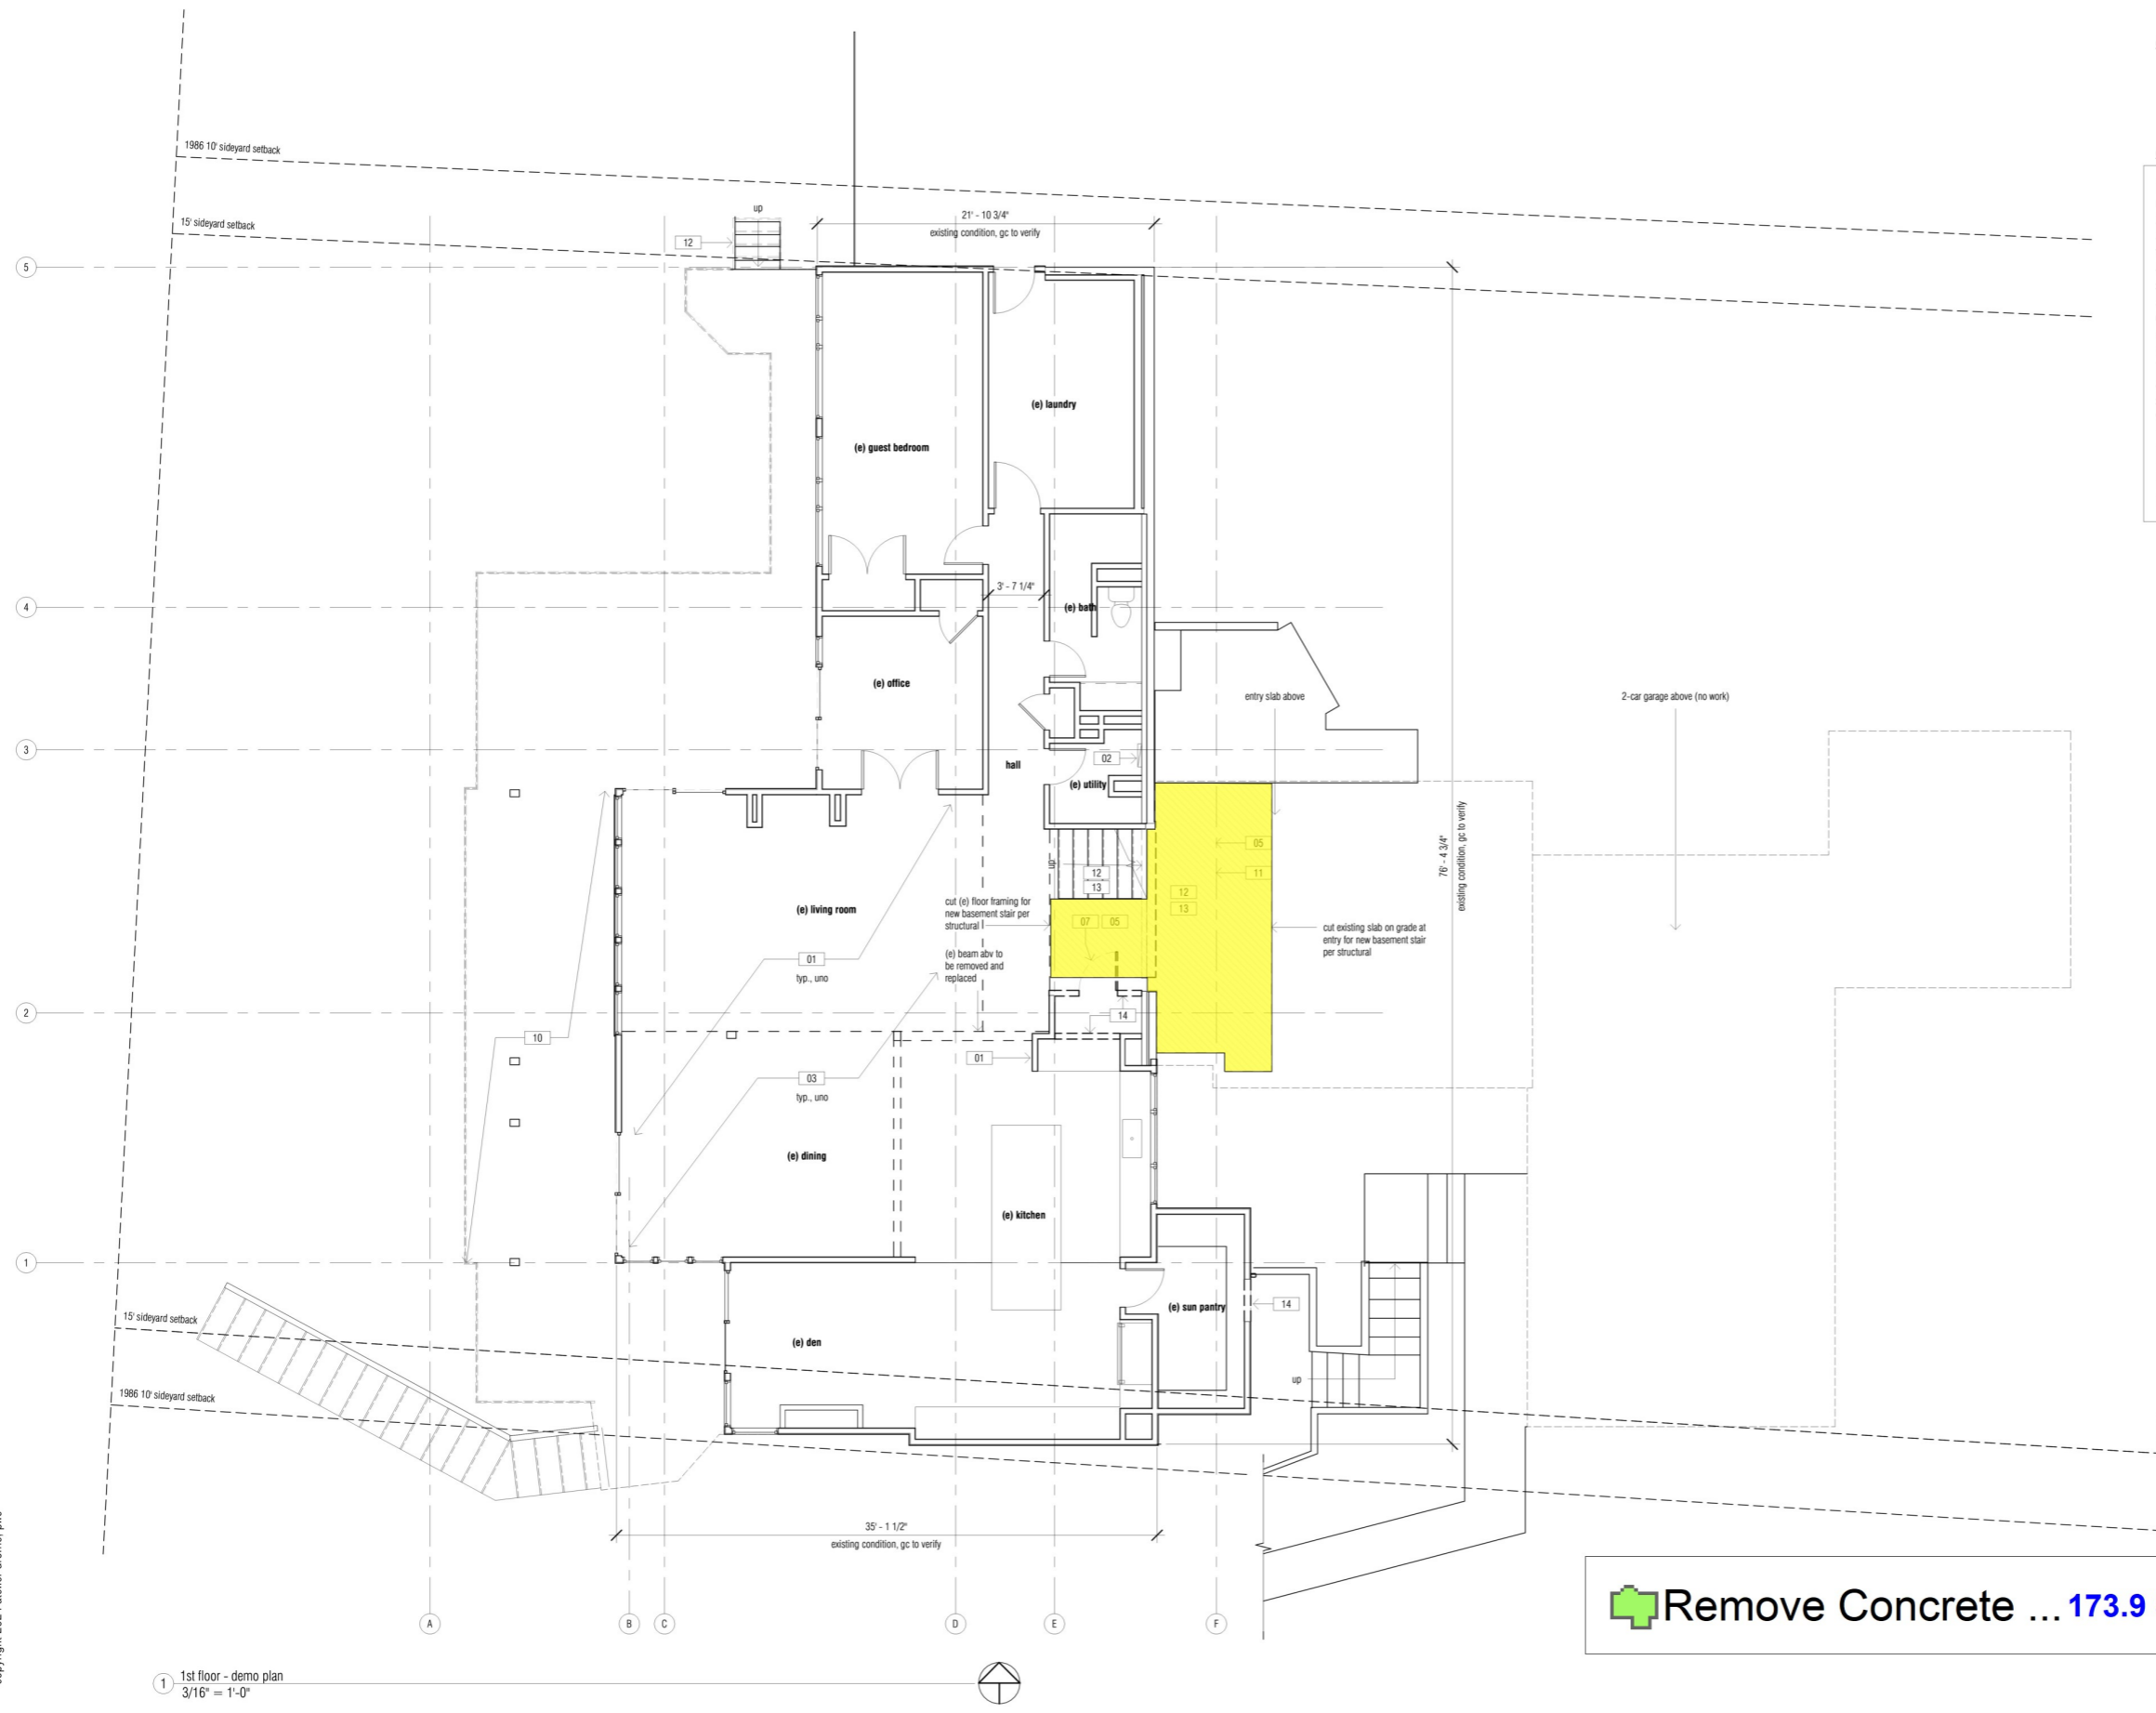 1986 10' sideyard setback
15' sideyard setback
up
12
21' - 10 3/4"
existing condition, gc to verify
5
(e) laundry
(e) guest bedroom
3' - 7 1/4"
4
(e) bath
(e) office
entry slab above
2-car garage above (no work)
3
hall
02
(e) utility
76' - 4 3/4"
existing condition, gc to verify
05
up
12
13
11
12
13
(e) living room
cut (e) floor framing for
new basement stair per
structural
07
05
cut existing slab on grade at
entry for new basement stair
per structural
(e) beam abv to
be removed and
replaced
01
typ., uno
2
14
10
01
03
typ., uno
(e) dining
(e) kitchen
1
(e) sun pantry
14
15' sideyard setback
(e) den
up
1986 10' sideyard setback
35' - 1 1/2"
existing condition, gc to verify
A
B
C
D
E
F
Remove Concrete ... 173.9
1
1st floor - demo plan
3/16" = 1'-0"